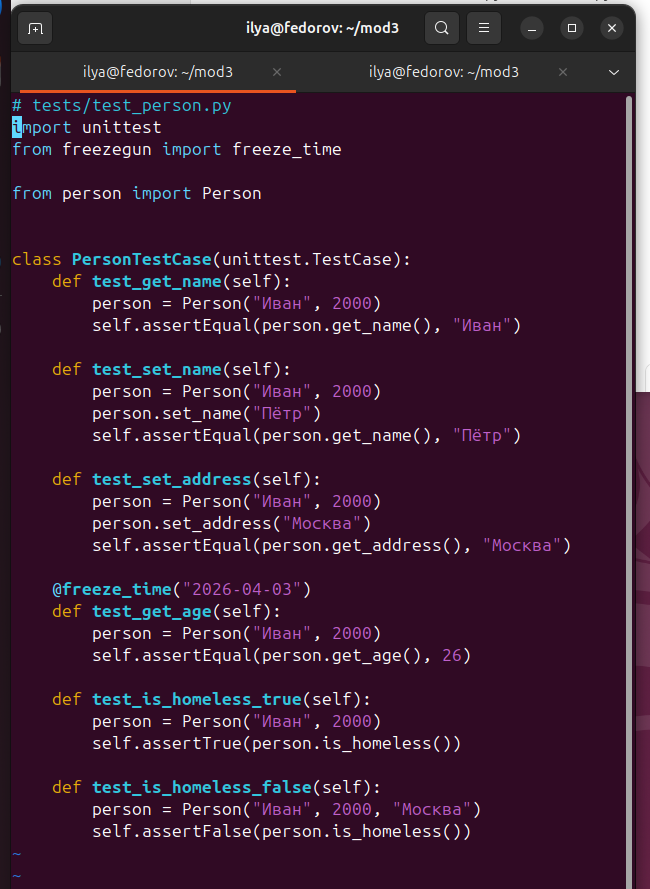 ilya@fedorov: ~/mod3
ilya@fedorov: ~/mod3
ilya@fedorov: ~/mod3
# tests/test_person.py
import unittest
from freezegun import freeze_time

from person import Person


class PersonTestCase(unittest.TestCase):
    def test_get_name(self):
        person = Person("Иван", 2000)
        self.assertEqual(person.get_name(), "Иван")

    def test_set_name(self):
        person = Person("Иван", 2000)
        person.set_name("Пётр")
        self.assertEqual(person.get_name(), "Пётр")

    def test_set_address(self):
        person = Person("Иван", 2000)
        person.set_address("Москва")
        self.assertEqual(person.get_address(), "Москва")

    @freeze_time("2026-04-03")
    def test_get_age(self):
        person = Person("Иван", 2000)
        self.assertEqual(person.get_age(), 26)

    def test_is_homeless_true(self):
        person = Person("Иван", 2000)
        self.assertTrue(person.is_homeless())

    def test_is_homeless_false(self):
        person = Person("Иван", 2000, "Москва")
        self.assertFalse(person.is_homeless())
~
~